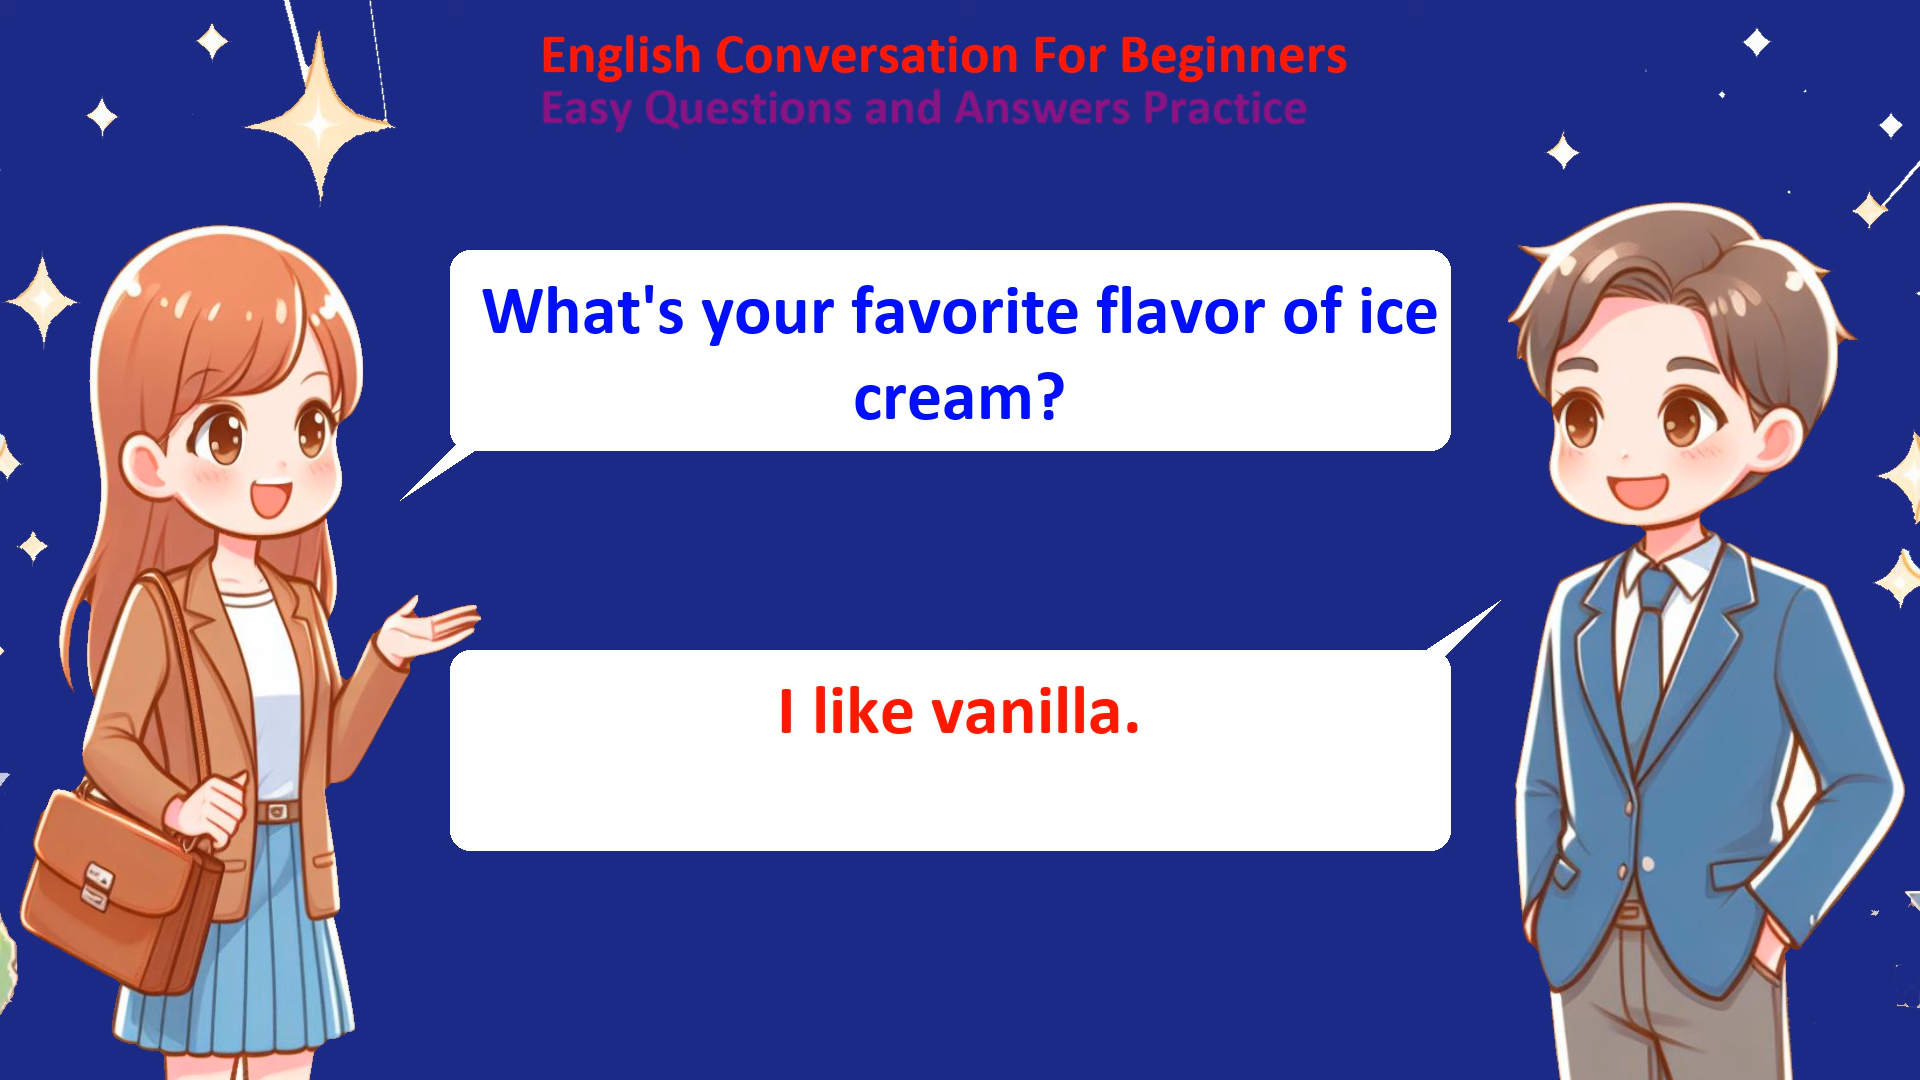 English Conversation For Beginners
Easy Questions and Answers Practice
What's your favorite flavor of ice
cream?
I like vanilla.